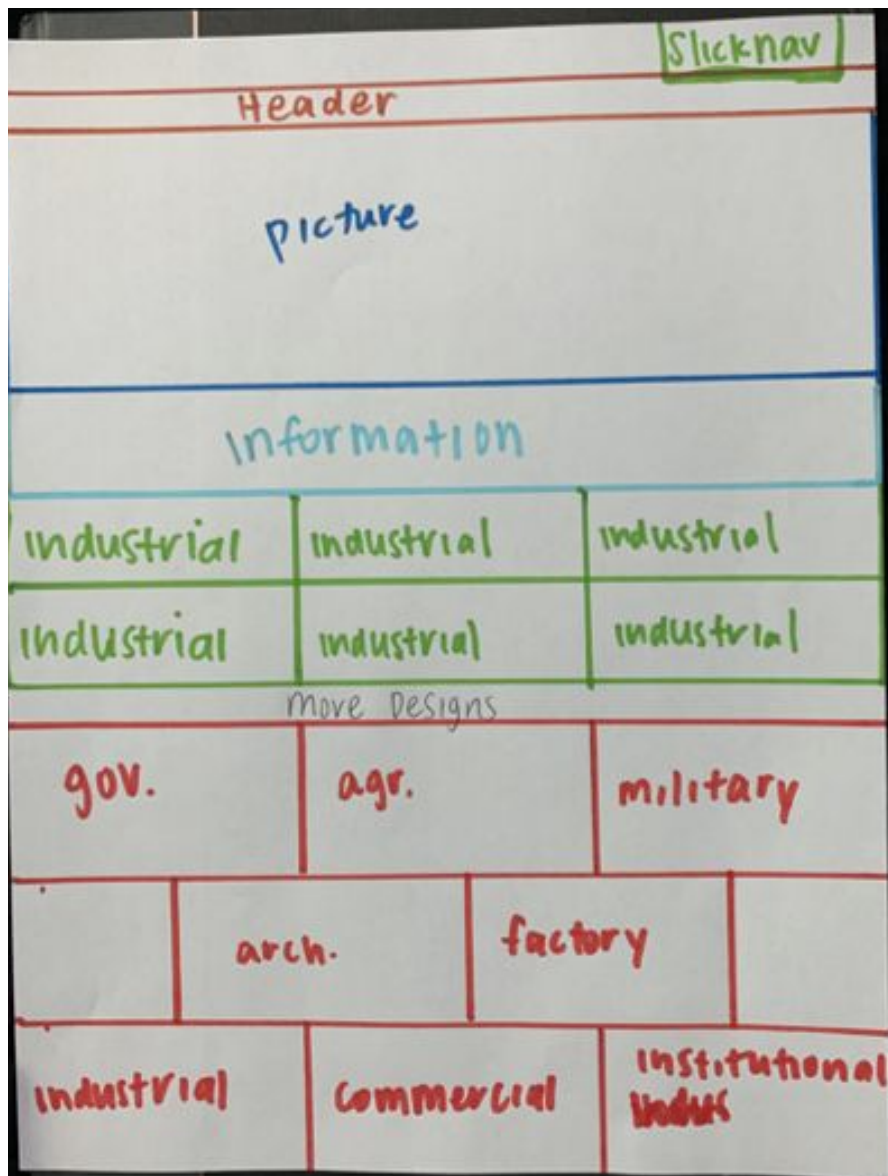 Slicknav
Header
picture
Information
industrial industrial industrial
industrial industrial industrial
More Designs
gov. agr. military
arch. factory
industrial commercial institutional